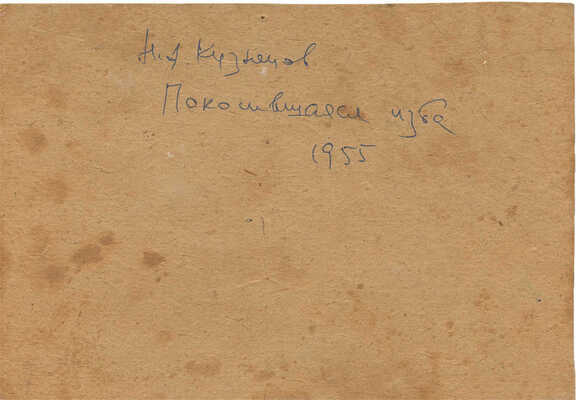 Н.А. Кузнецов
Покосившаяся изба
1955